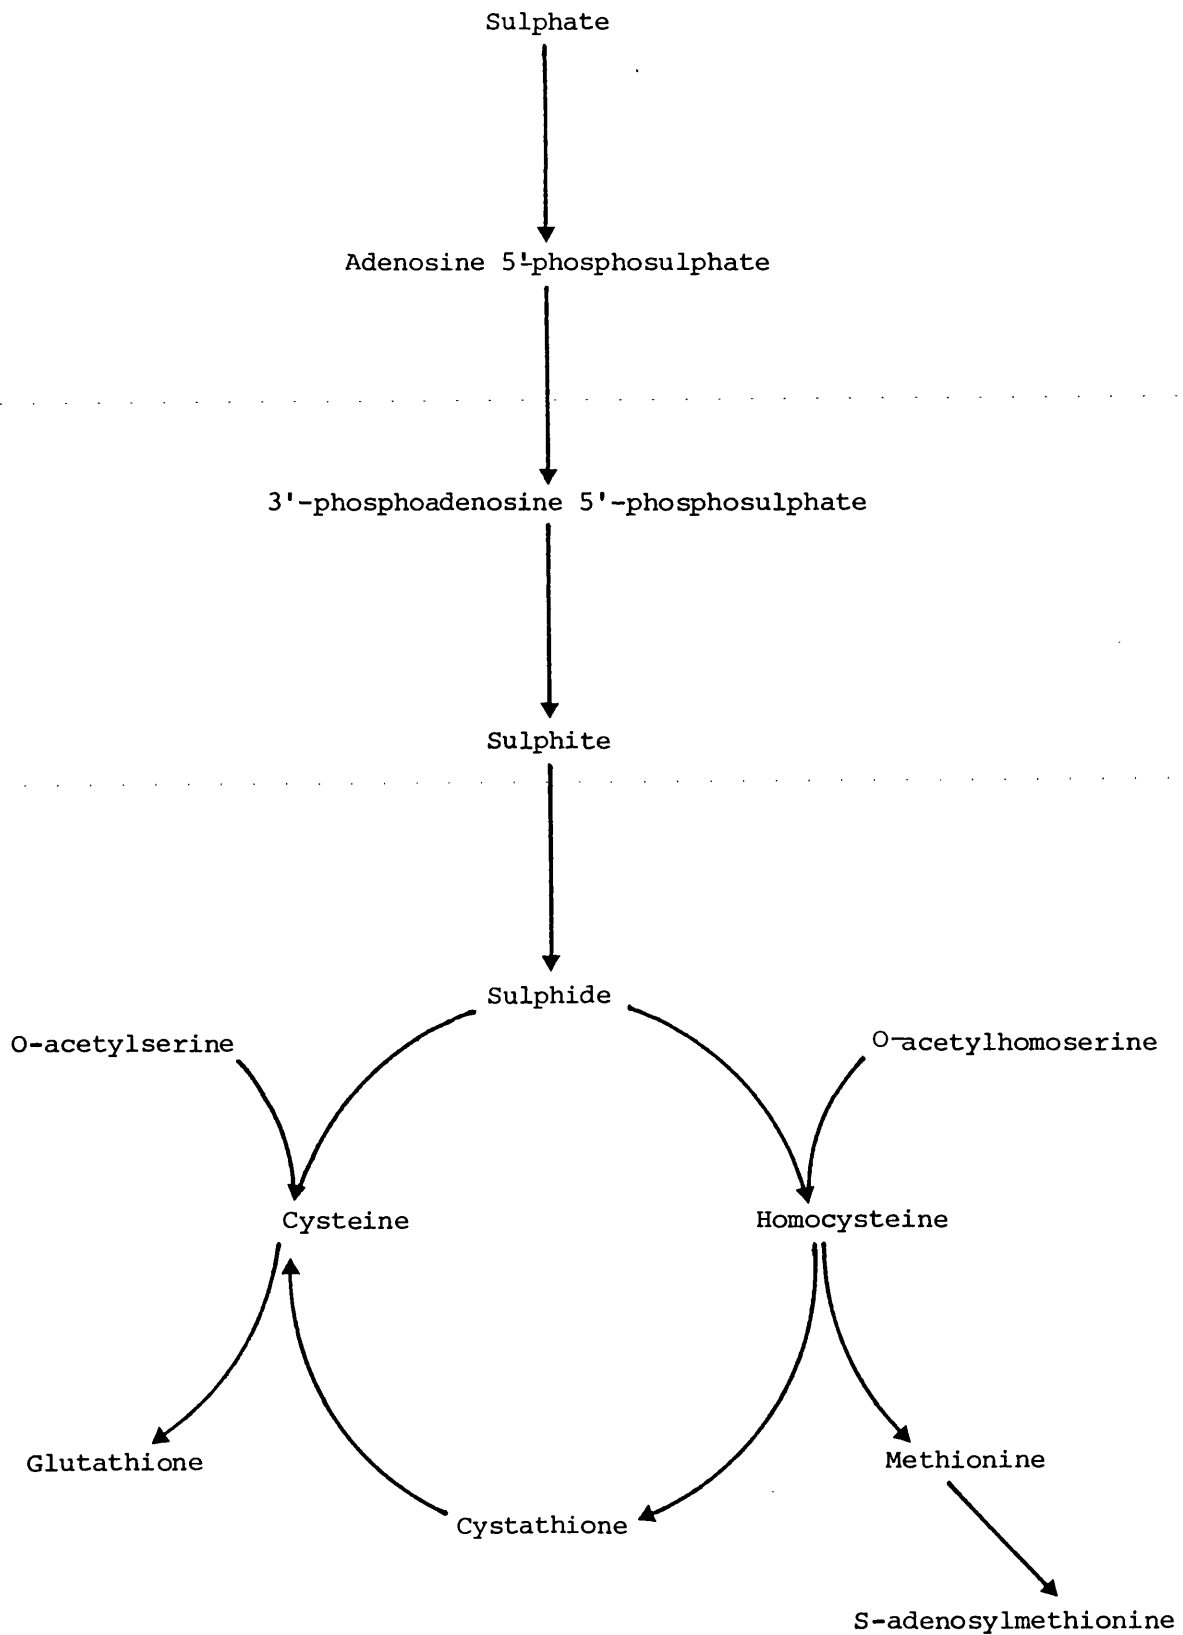 Sulphate
Adenosine 5'-phosphosulphate
3'-phosphoadenosine 5'-phosphosulphate
Sulphite
Sulphide
O-acetylserine
O-acetylhomoserine
Cysteine
Homocysteine
Glutathione
Methionine
Cystathione
S-adenosylmethionine